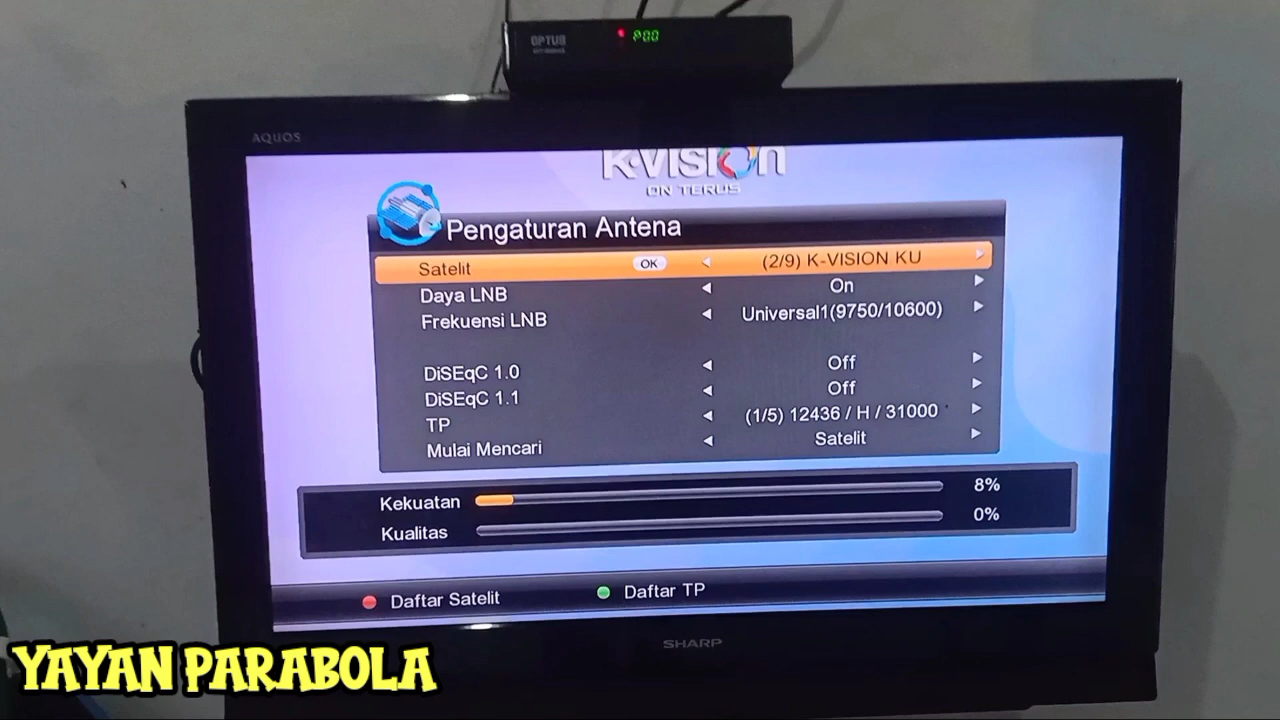 OPTUS
P00
AQUOS
K-VISION
ON TERUS
Pengaturan Antena
Satelit OK (2/9) K-VISION KU
Daya LNB On
Frekuensi LNB Universal1(9750/10600)
DiSEqC 1.0 Off
DiSEqC 1.1 Off
TP (1/5) 12436 / H / 31000
Mulai Mencari Satelit
Kekuatan 8%
Kualitas 0%
Daftar Satelit Daftar TP
SHARP
YAYAN PARABOLA